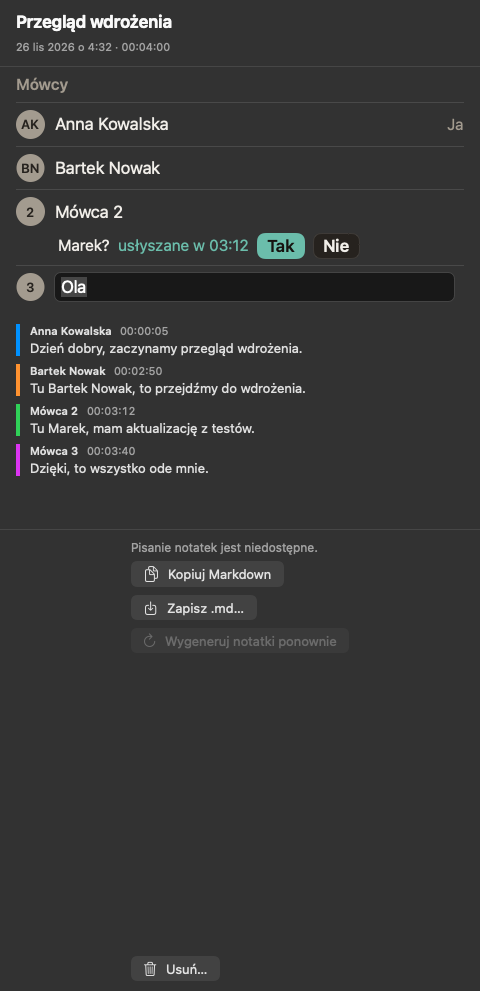 Przegląd wdrożenia
26 lis 2026 o 4:32 · 00:04:00
Mówcy
AK Anna Kowalska Ja
BN Bartek Nowak
2 Mówca 2
Marek? usłyszane w 03:12 Tak Nie
3 Ola
Anna Kowalska 00:00:05
Dzień dobry, zaczynamy przegląd wdrożenia.
Bartek Nowak 00:02:50
Tu Bartek Nowak, to przejdźmy do wdrożenia.
Mówca 2 00:03:12
Tu Marek, mam aktualizację z testów.
Mówca 3 00:03:40
Dzięki, to wszystko ode mnie.
Pisanie notatek jest niedostępne.
Kopiuj Markdown
Zapisz .md...
Wygeneruj notatki ponownie
Usuń...